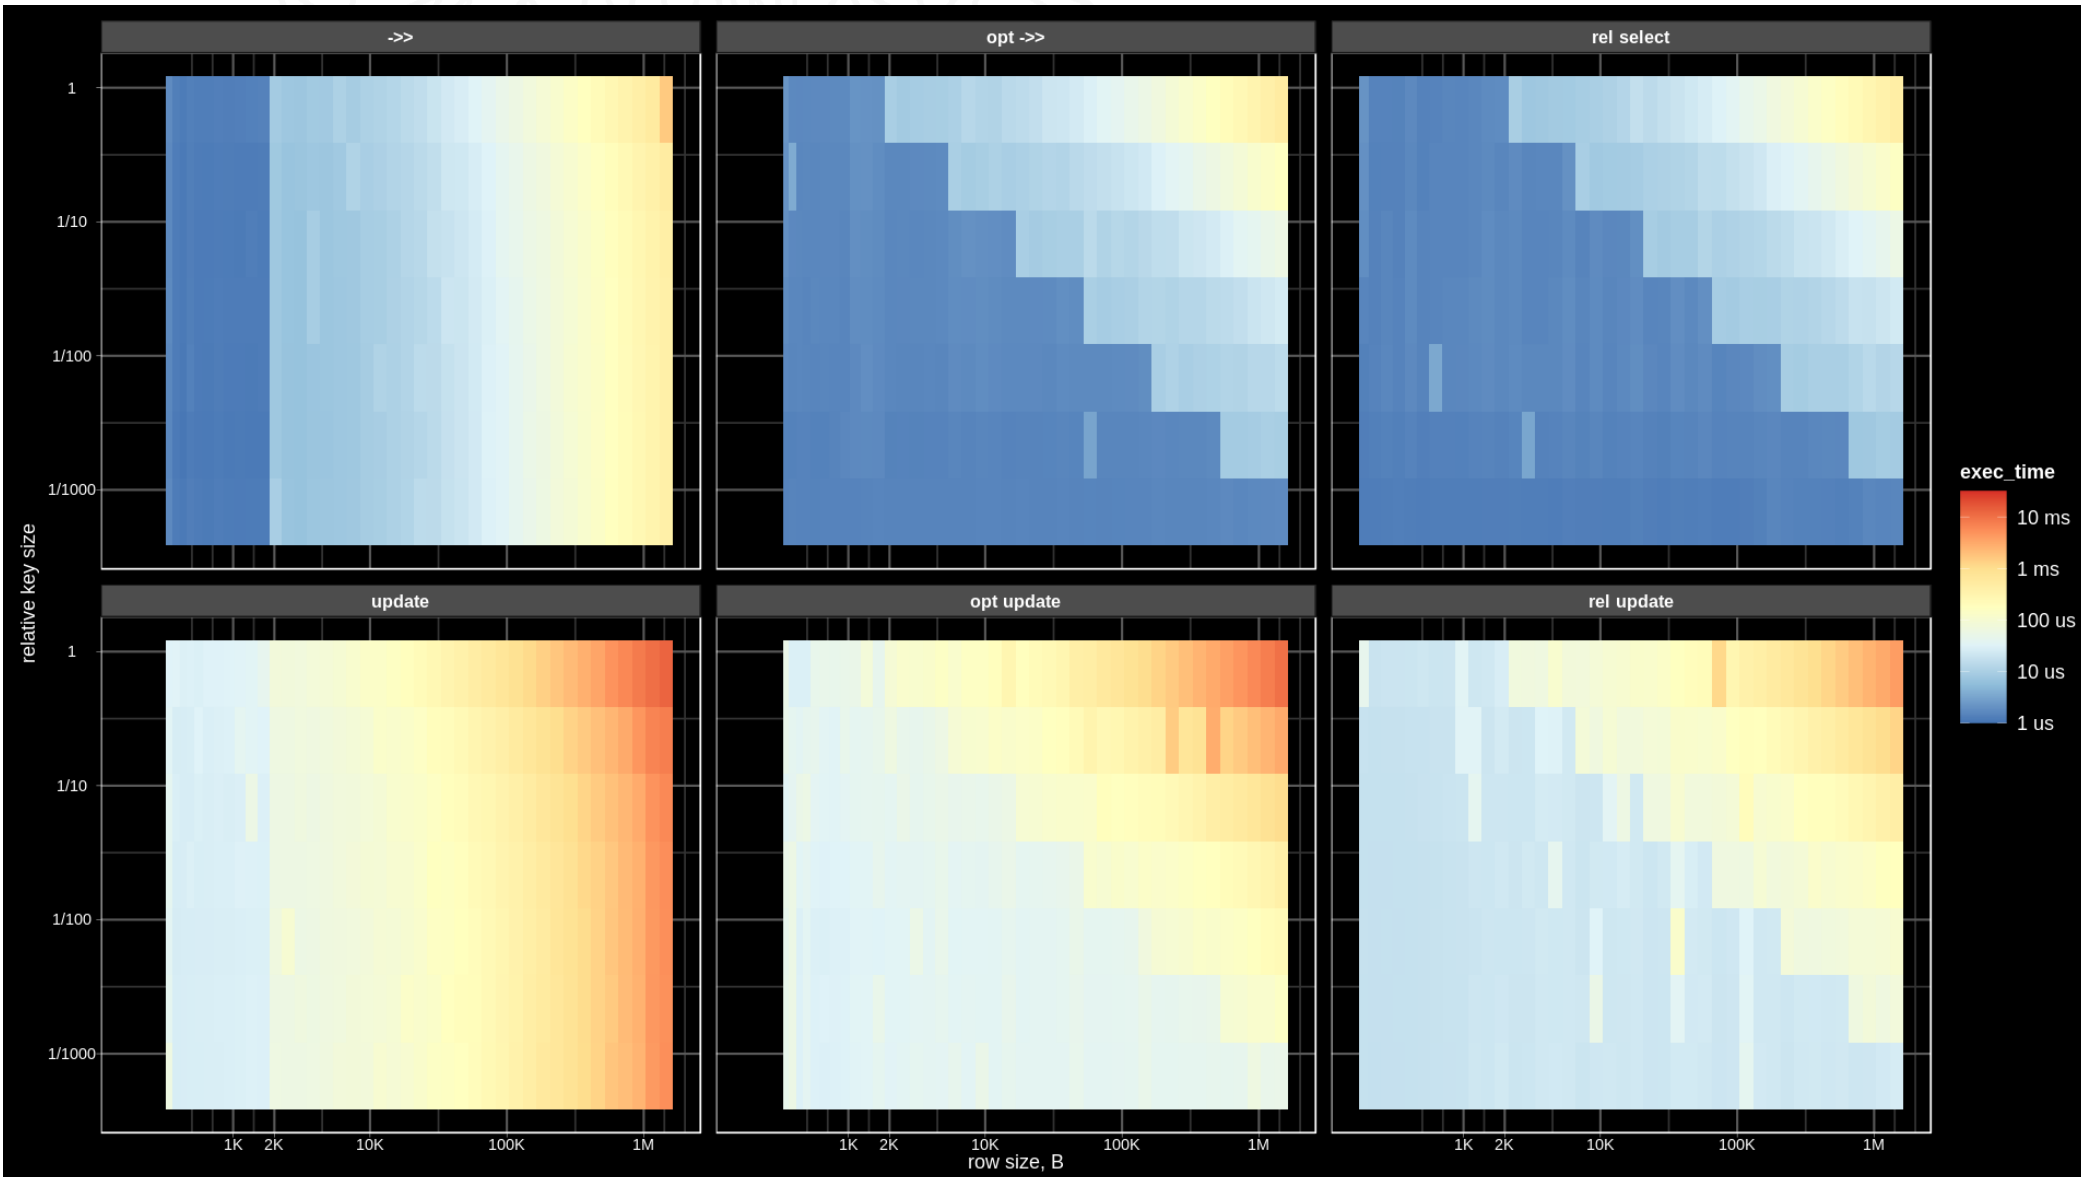 ->>
opt ->>
rel select
1
1/10
1/100
1/1000
relative key size
update
opt update
rel update
1
1/10
1/100
1/1000
1K 2K 10K 100K 1M
1K 2K 10K 100K 1M
1K 2K 10K 100K 1M
row size, B
exec_time
10 ms
1 ms
100 us
10 us
1 us